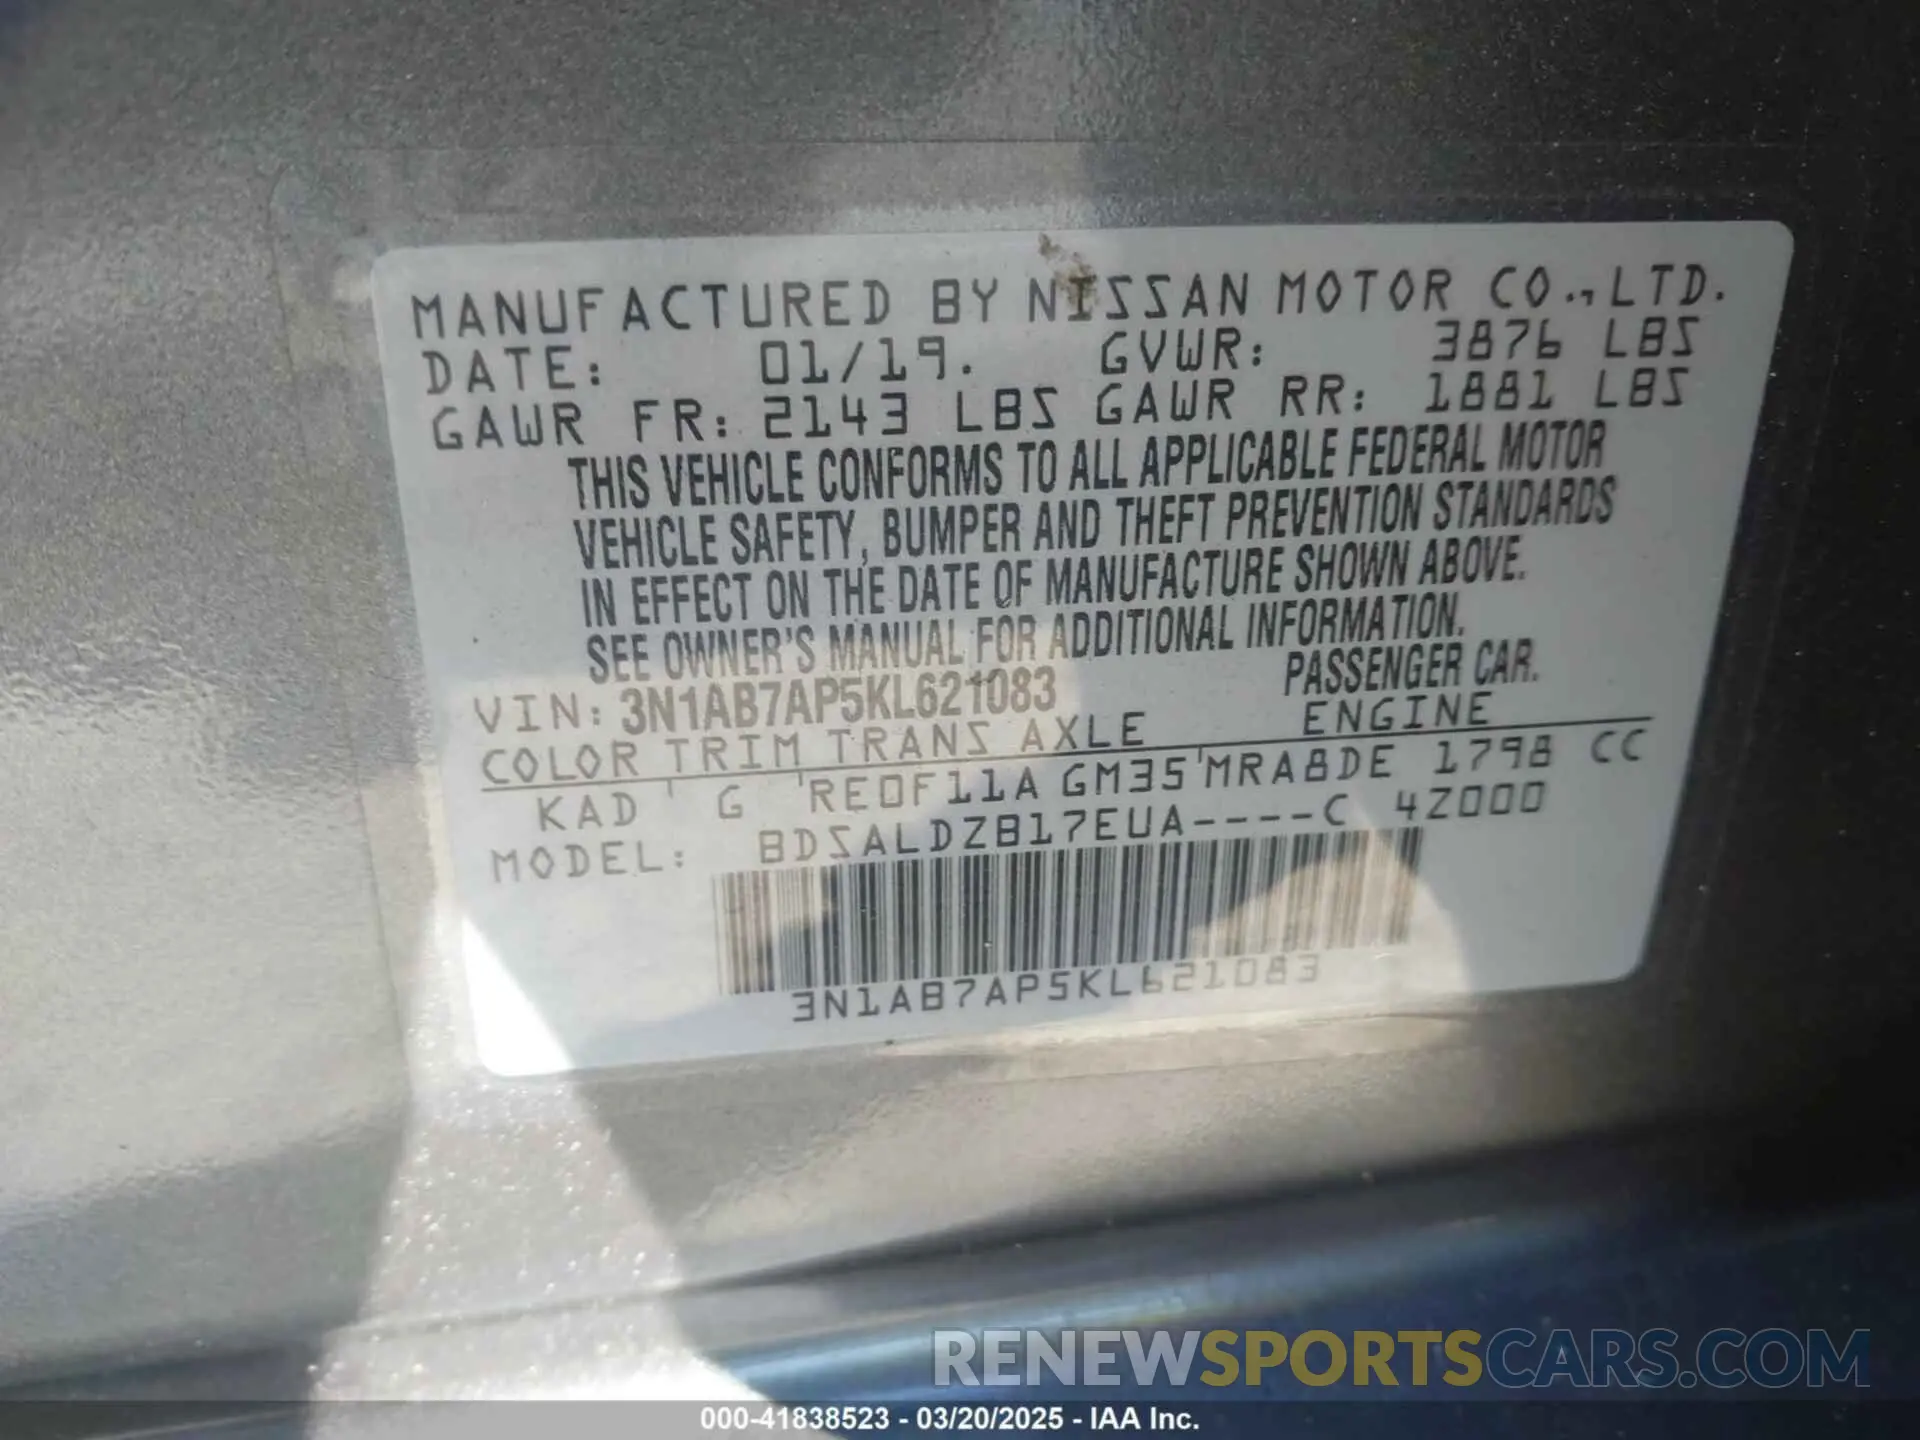 MANUFACTURED BY NISSAN MOTOR CO., LTD.
DATE: 01/19. GVWR: 3876 LBS
GAWR FR: 2143 LBS GAWR RR: 1881 LBS
THIS VEHICLE CONFORMS TO ALL APPLICABLE FEDERAL MOTOR
VEHICLE SAFETY, BUMPER AND THEFT PREVENTION STANDARDS
IN EFFECT ON THE DATE OF MANUFACTURE SHOWN ABOVE.
SEE OWNER'S MANUAL FOR ADDITIONAL INFORMATION.
VIN: 3N1AB7AP5KL621083 PASSENGER CAR.
COLOR TRIM TRANS AXLE ENGINE
KAD G RE0F11A GM35 MRA8DE 1798 CC
MODEL: BDSALDZB17EUA----C 4Z000
3N1AB7AP5KL621083
RENEWSPORTSCARS.COM
000-41838523 - 03/20/2025 - IAA Inc.